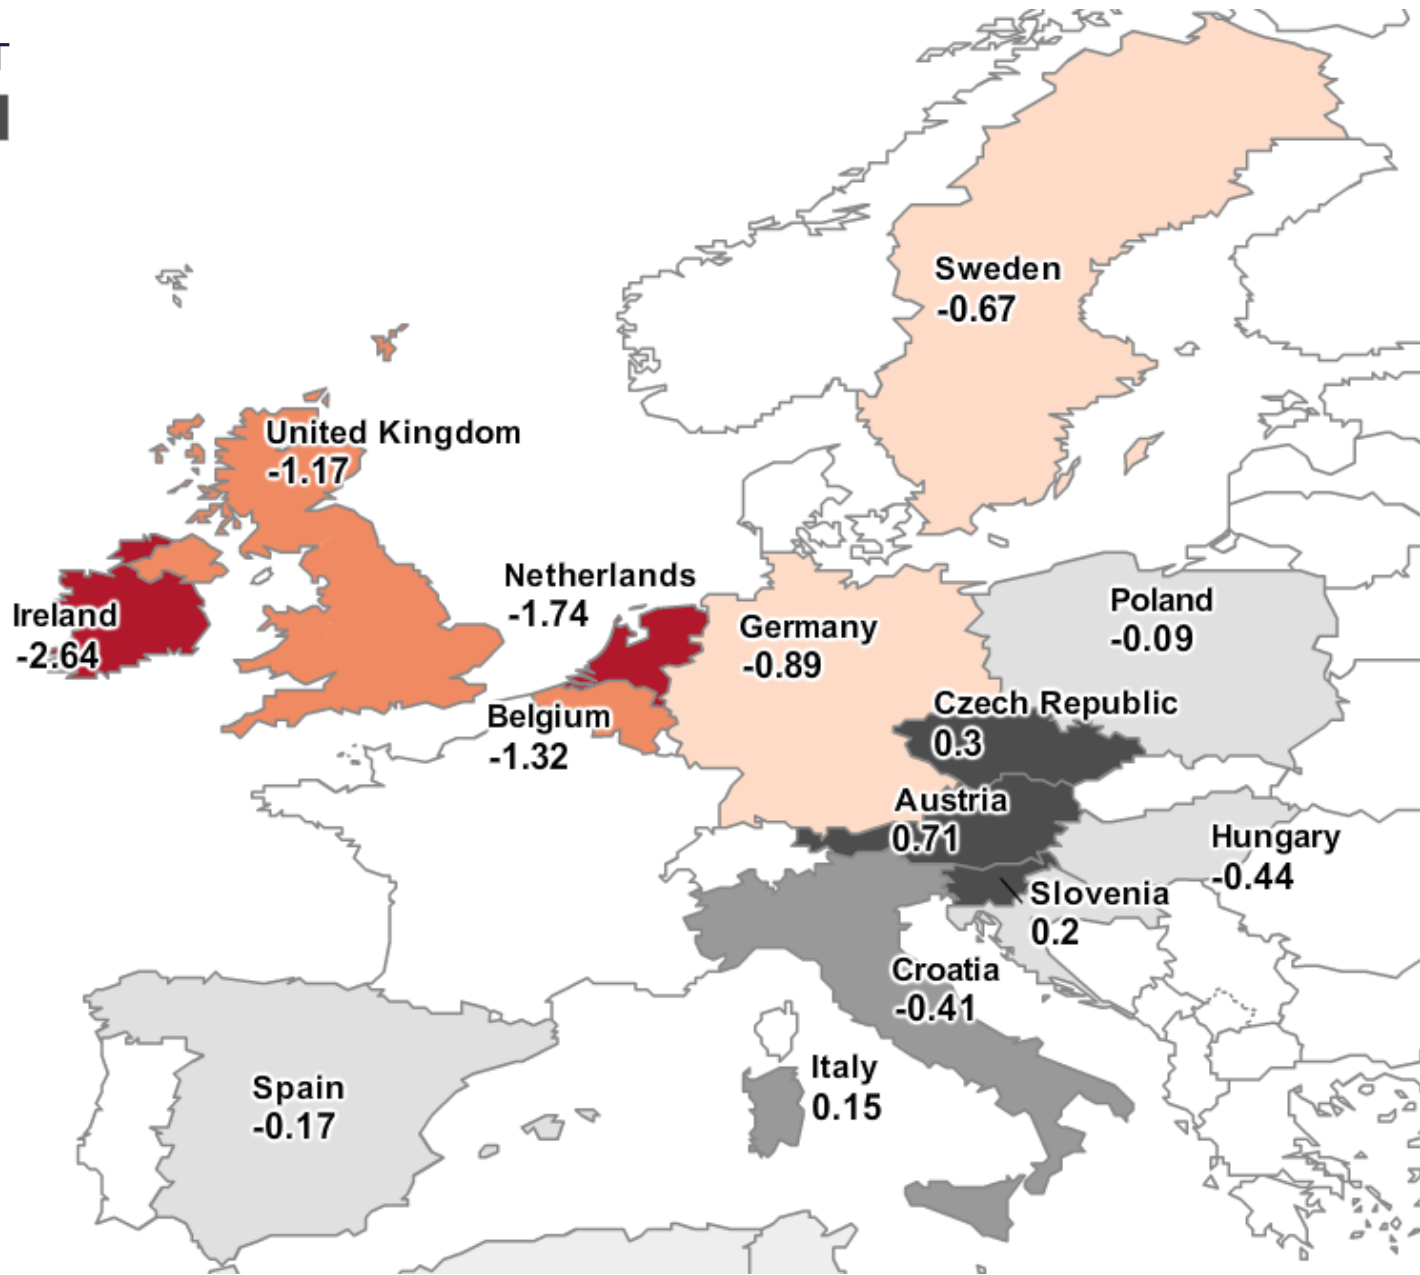 T
Sweden
-0.67
United Kingdom
-1.17
Netherlands
-1.74
Ireland
-2.64
Germany
-0.89
Poland
-0.09
Belgium
-1.32
Czech Republic
0.3
Austria
0.71
Hungary
-0.44
Slovenia
0.2
Croatia
-0.41
Italy
0.15
Spain
-0.17